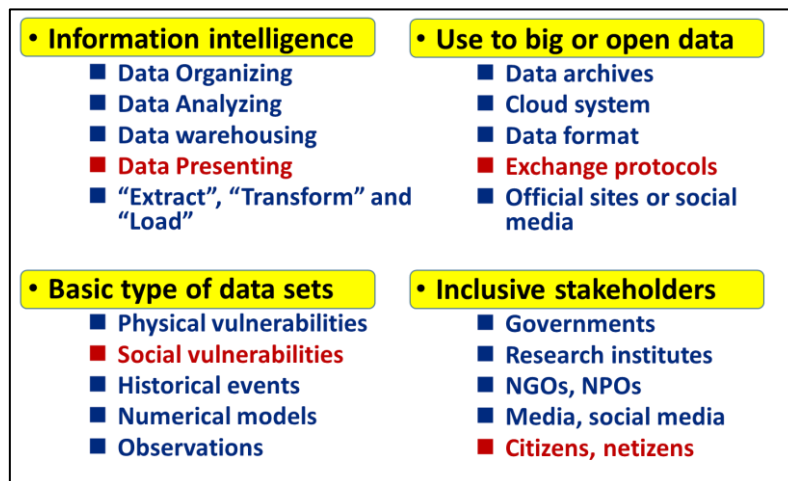 • Information intelligence
■ Data Organizing
■ Data Analyzing
■ Data warehousing
■ Data Presenting
■ “Extract”, “Transform” and
“Load”
• Use to big or open data
■ Data archives
■ Cloud system
■ Data format
■ Exchange protocols
■ Official sites or social
media
• Basic type of data sets
■ Physical vulnerabilities
■ Social vulnerabilities
■ Historical events
■ Numerical models
■ Observations
• Inclusive stakeholders
■ Governments
■ Research institutes
■ NGOs, NPOs
■ Media, social media
■ Citizens, netizens